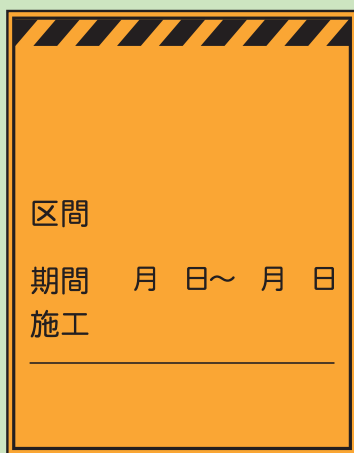 区間
期間 月 日～ 月 日
施工